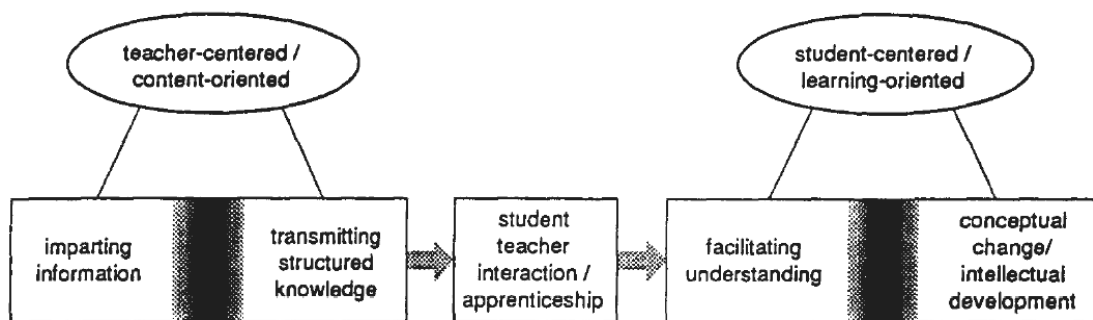 teacher-centered /
content-oriented
student-centered /
learning-oriented
imparting
information
transmitting
structured
knowledge
student
teacher
interaction /
apprenticeship
facilitating
understanding
conceptual
change/
intellectual
development